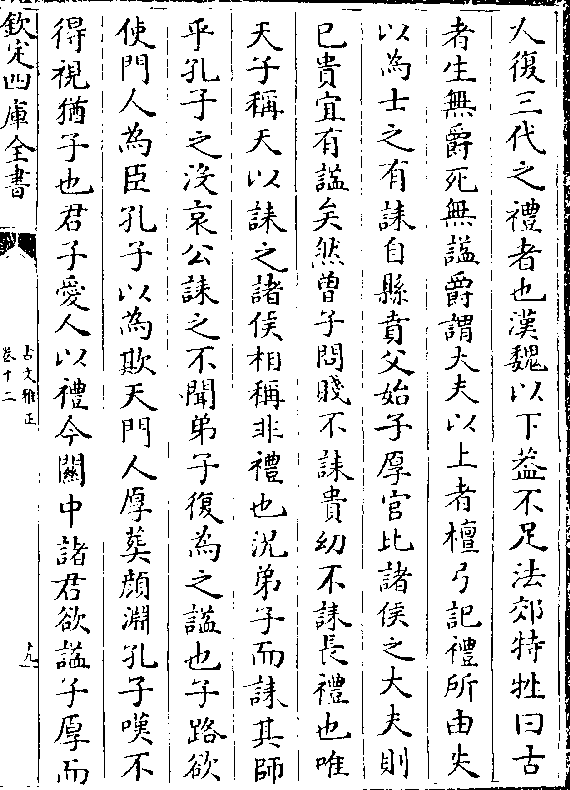 人復三代之禮者也漢魏以下葢不足法郊特牲曰古
者生無爵死無諡爵謂大夫以上者檀弓記禮所由失
以為士之有誄自縣賁父始子厚官比諸侯之大夫則
已貴宜有諡矣然曾子問賤不誄貴幼不誄長禮也唯
天子稱天以誄之諸侯相稱非禮也況弟子而誄其師
乎孔子之沒哀公誄之不聞弟子復為之諡也子路欲
使門人為臣孔子以為欺天門人厚葬顔淵孔子嘆不
得視猶子也君子愛人以禮今關中諸君欲諡子厚而
欽定四庫全書
古文雅正
卷十二
十九